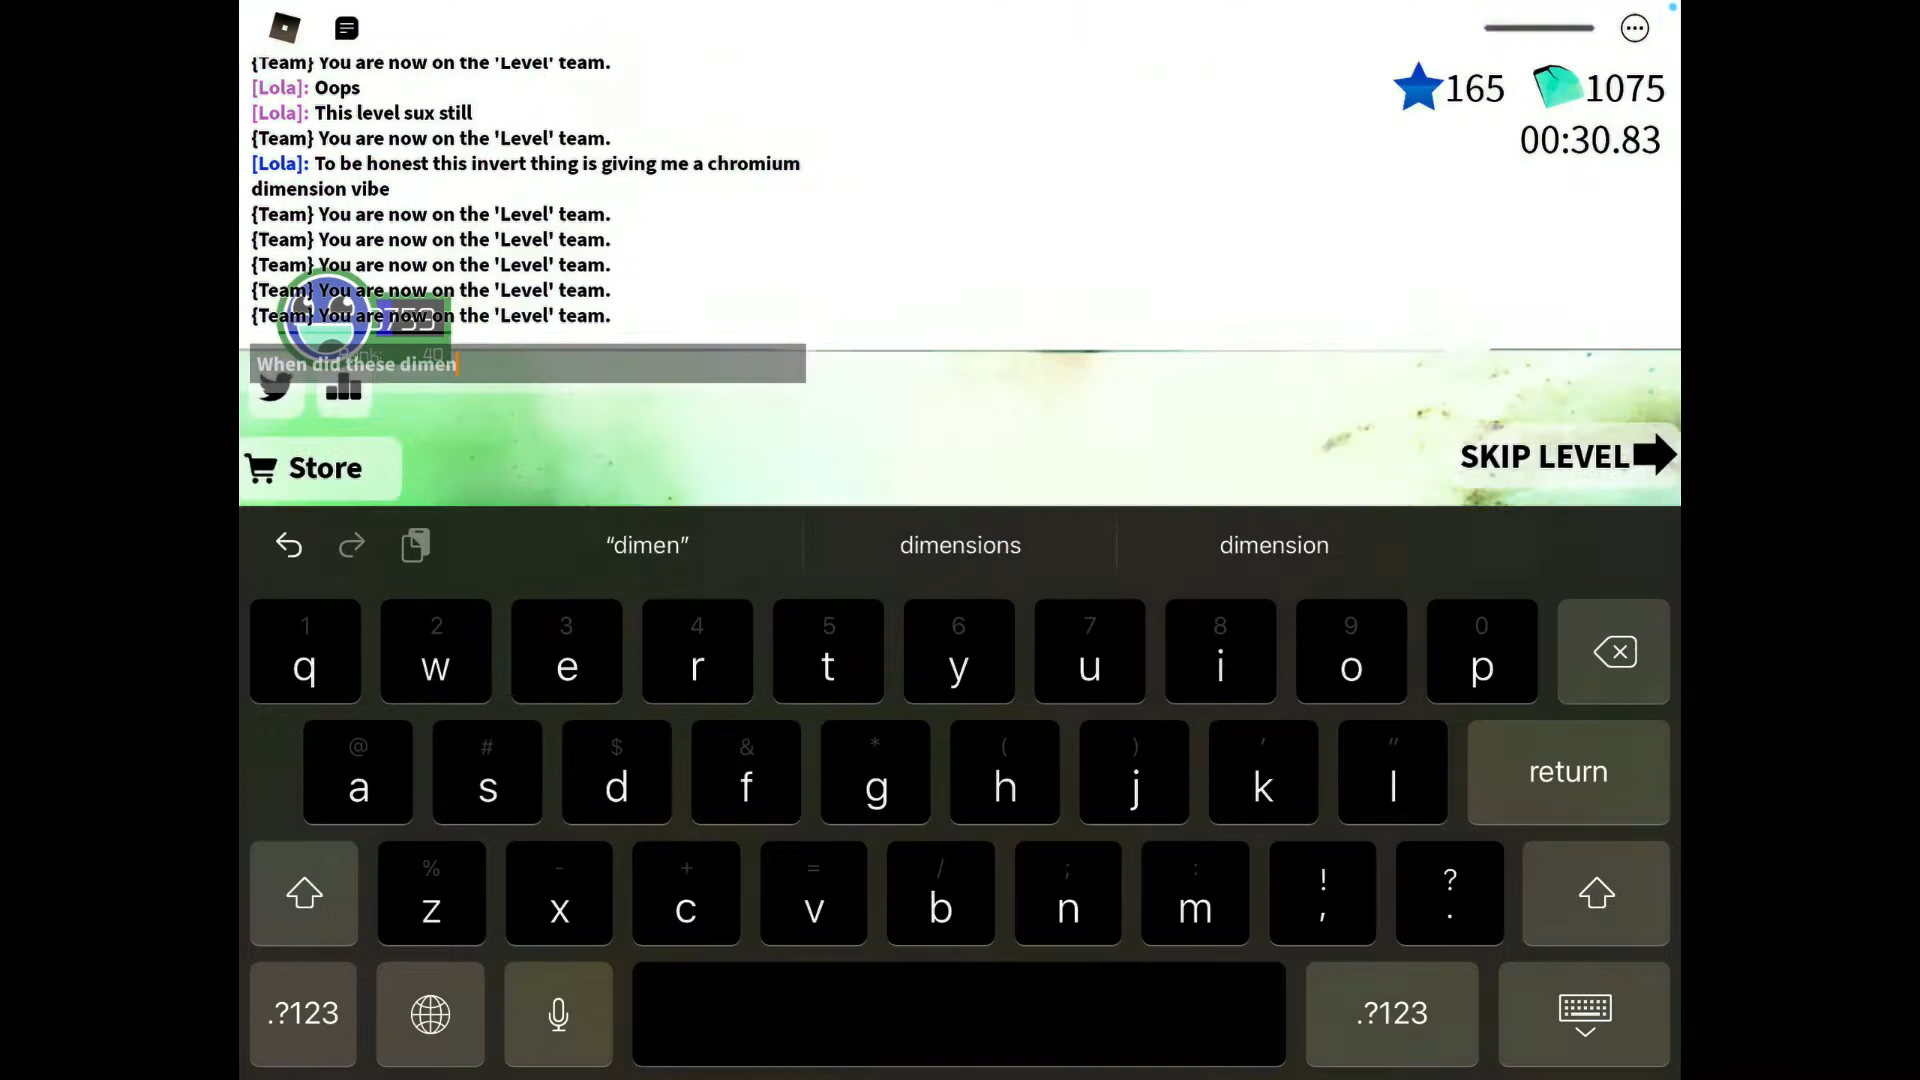 {Team} You are now on the 'Level' team.
[Lola]: Oops
[Lola]: This level sux still
{Team} You are now on the 'Level' team.
[Lola]: To be honest this invert thing is giving me a chromium
dimension vibe
{Team} You are now on the 'Level' team.
{Team} You are now on the 'Level' team.
{Team} You are now on the 'Level' team.
{Team} You are now on the 'Level' team.
{Team} You are now on the 'Level' team.
When did these dimen
165 1075
00:30.83
40
Store
SKIP LEVEL
“dimen” dimensions dimension
1 2 3 4 5 6 7 8 9 0
q w e r t y u i o p
@ # $ & * ( ) ' "
a s d f g h j k l return
% - + = / ; : ! ?
z x c v b n m , .
.?123 .?123